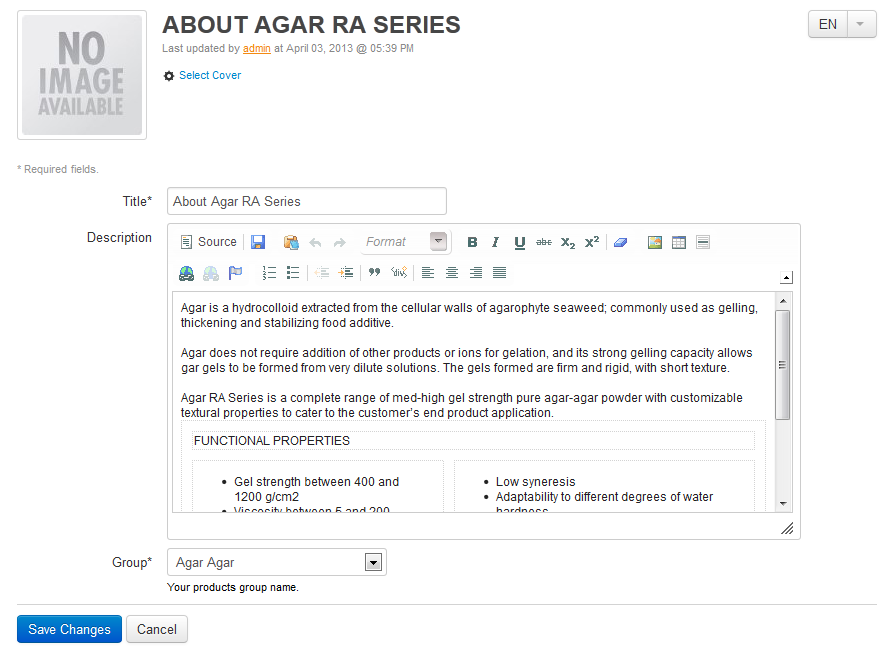 NO
IMAGE
AVAILABLE
ABOUT AGAR RA SERIES
Last updated by admin at April 03, 2013 @ 05:39 PM
Select Cover
EN
* Required fields.
Title*
About Agar RA Series
Description
Source
Format
B I U abc X2 X2
Agar is a hydrocolloid extracted from the cellular walls of agarophyte seaweed; commonly used as gelling,
thickening and stabilizing food additive.
Agar does not require addition of other products or ions for gelation, and its strong gelling capacity allows
gar gels to be formed from very dilute solutions. The gels formed are firm and rigid, with short texture.
Agar RA Series is a complete range of med-high gel strength pure agar-agar powder with customizable
textural properties to cater to the customer's end product application.
FUNCTIONAL PROPERTIES
• Gel strength between 400 and
1200 g/cm2
• Viscosity between 5 and 200
• Low syneresis
• Adaptability to different degrees of water
hardness
Group*
Agar Agar
Your products group name.
Save Changes
Cancel